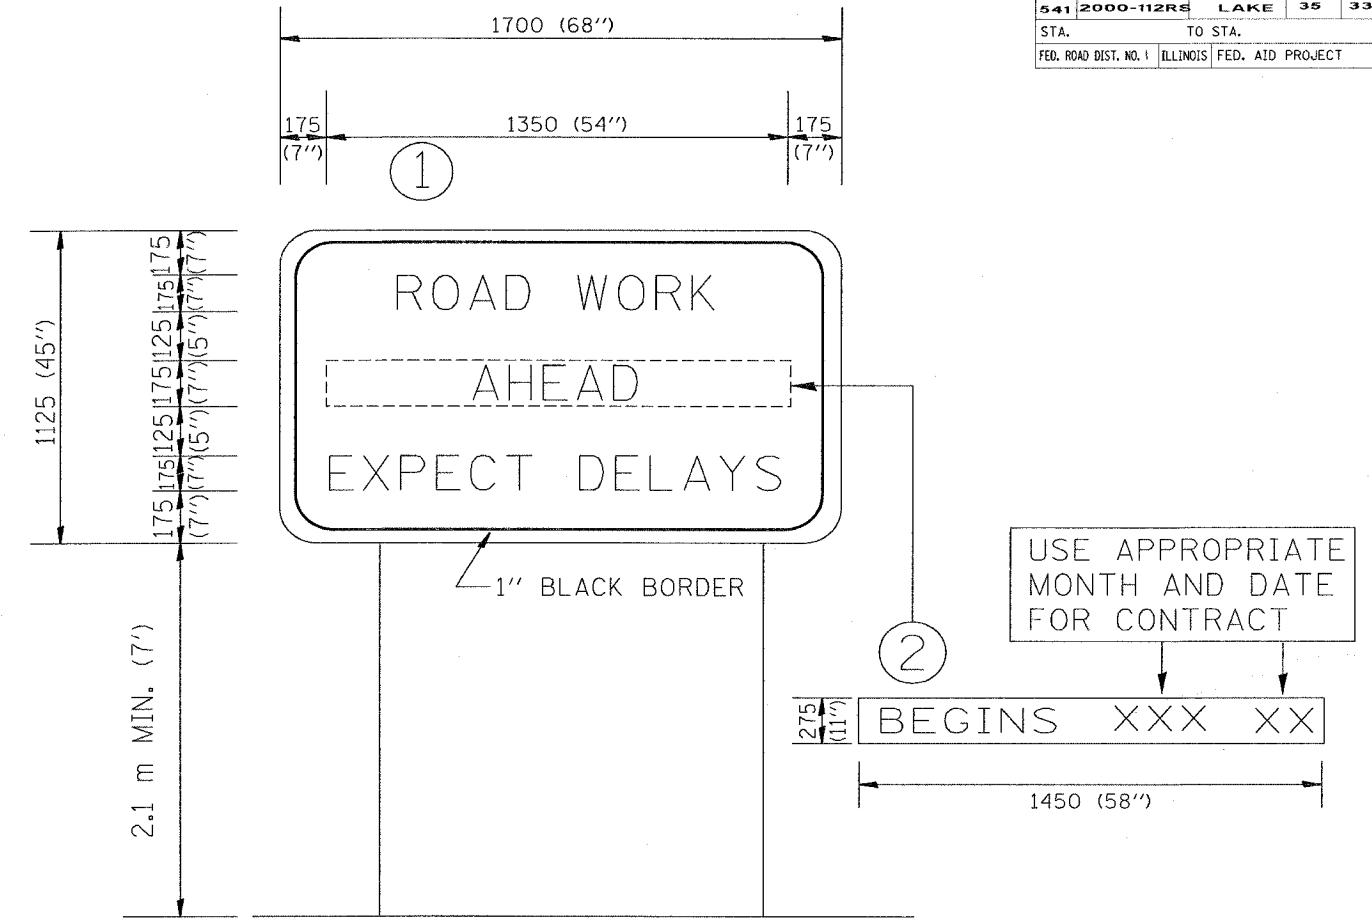 541 2000-112RS LAKE 35 33
STA. TO STA.
FED. ROAD DIST. NO. 1 ILLINOIS FED. AID PROJECT
1700 (68")
175 (7")
1350 (54")
175 (7")
1
1125 (45")
175 (7")
175 (7")
125 (5")
175 (7")
125 (5")
175 (7")
175 (7")
ROAD WORK
AHEAD
EXPECT DELAYS
1" BLACK BORDER
2.1 m MIN. (7')
2
USE APPROPRIATE
MONTH AND DATE
FOR CONTRACT
275 (11")
BEGINS XXX XX
1450 (58")